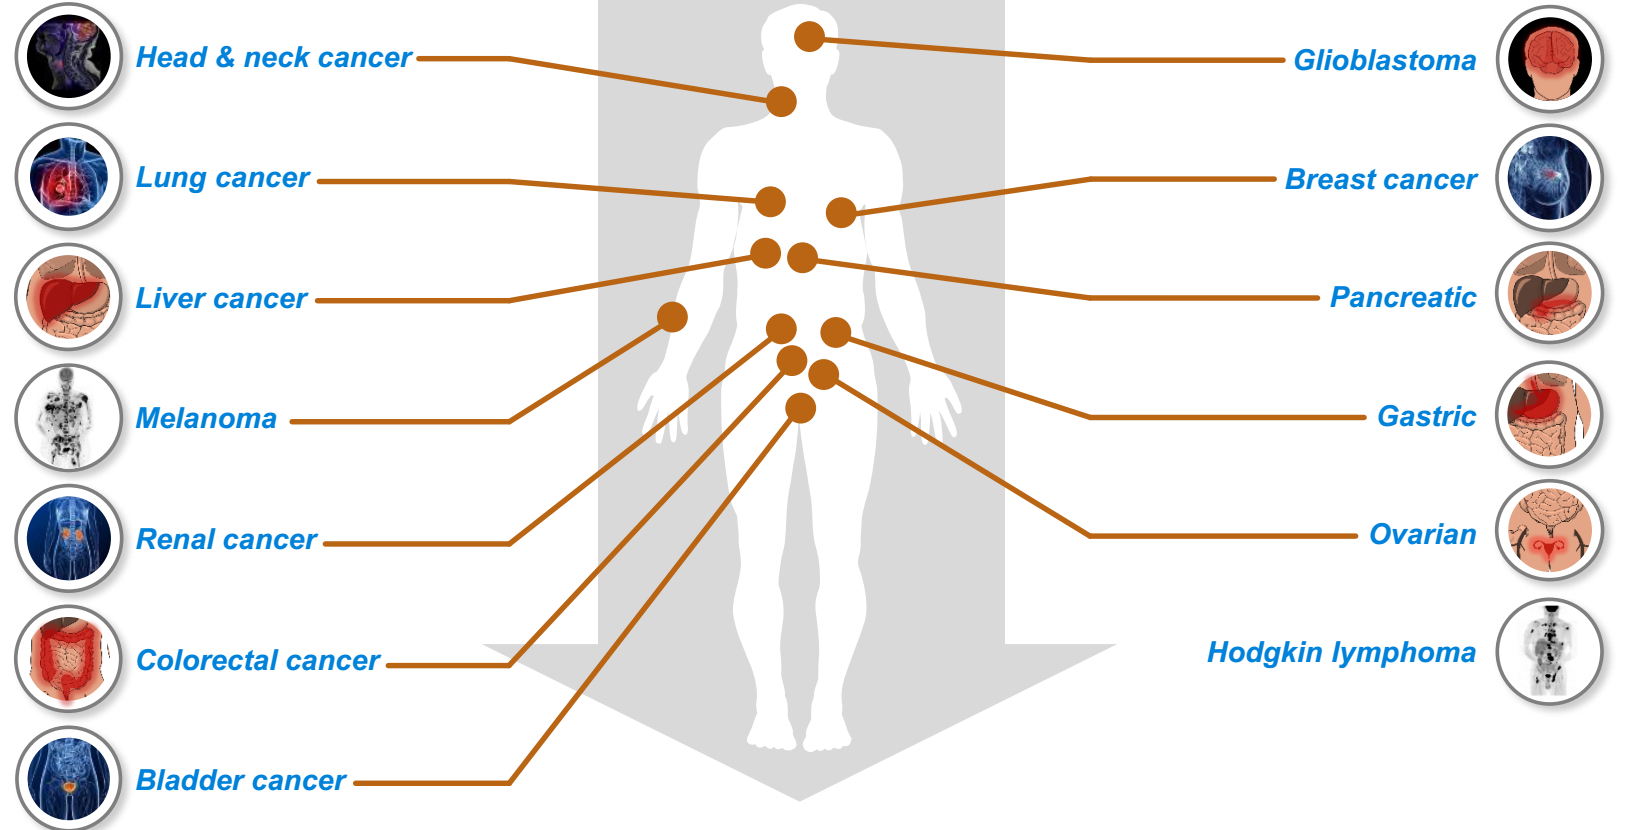 Head & neck cancer
Lung cancer
Liver cancer
Melanoma
Renal cancer
Colorectal cancer
Bladder cancer
Glioblastoma
Breast cancer
Pancreatic
Gastric
Ovarian
Hodgkin lymphoma